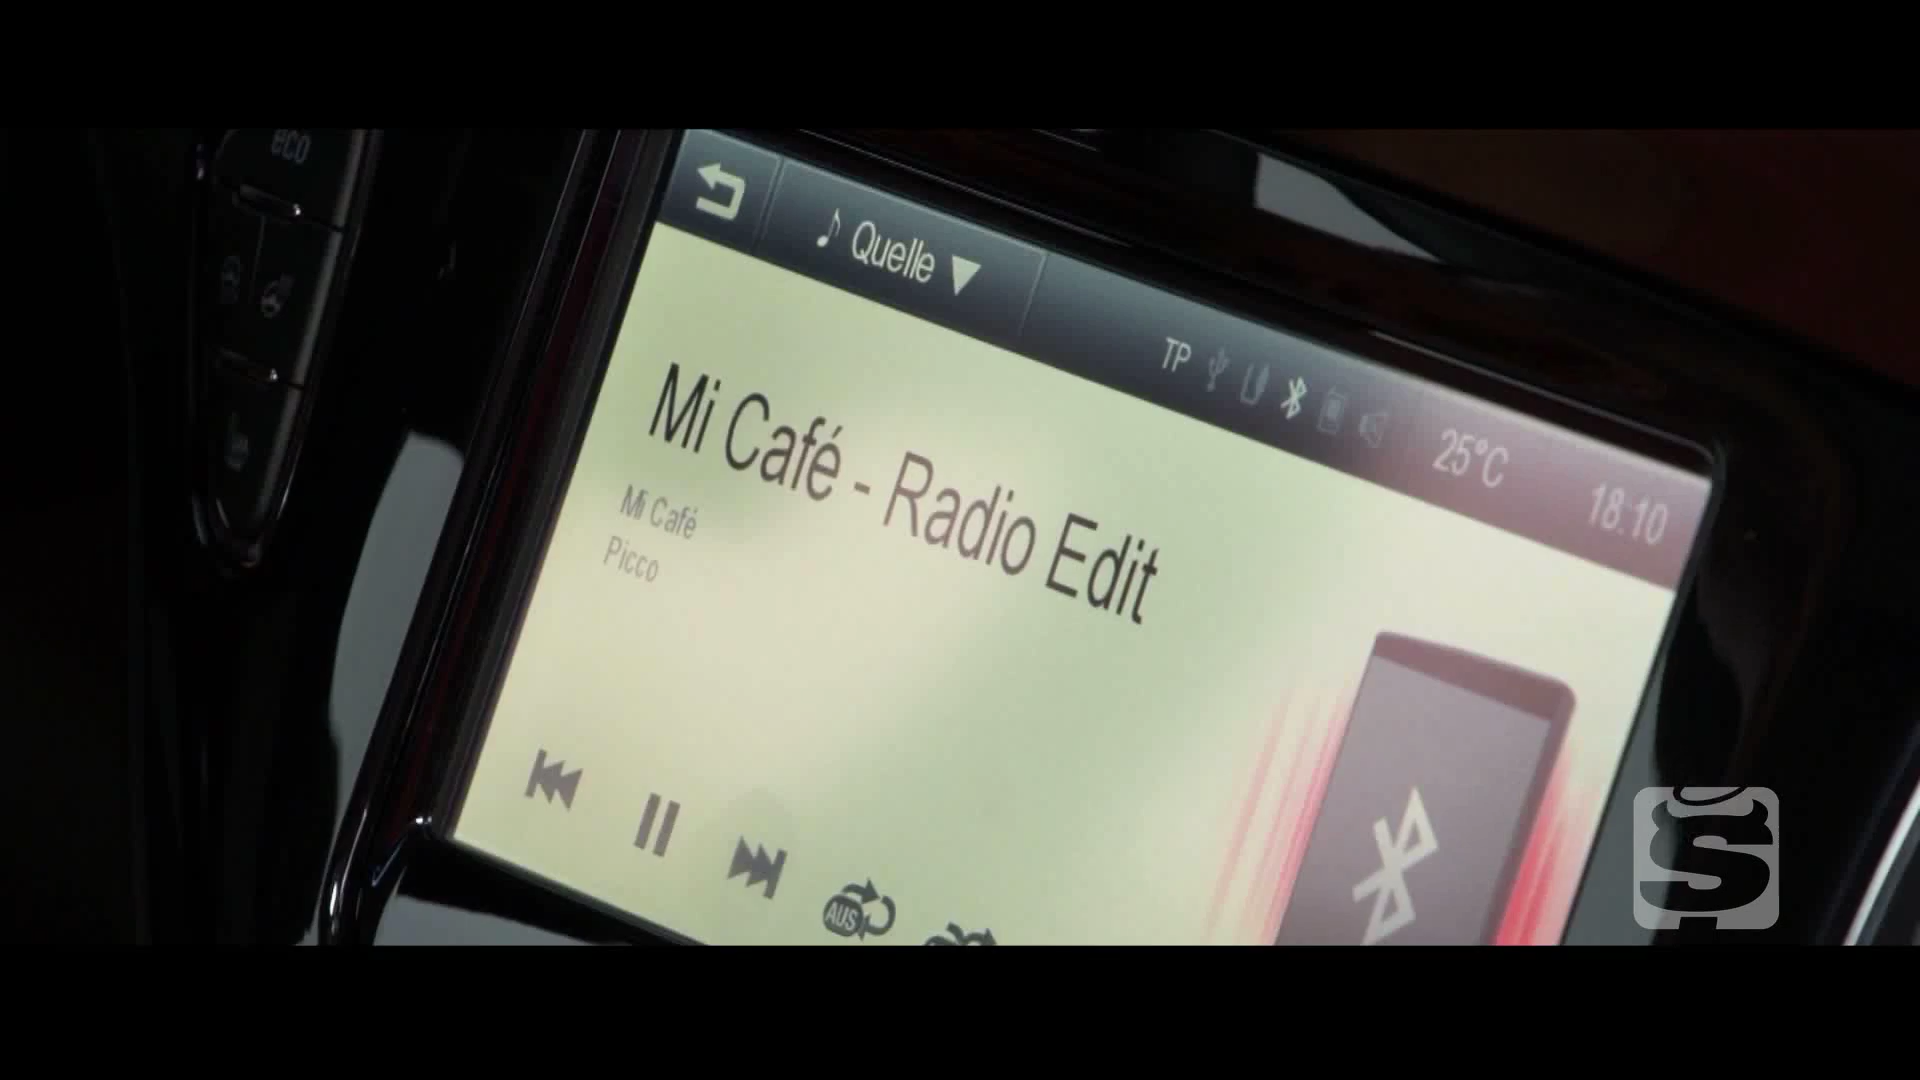 eco
Quelle
TP
25°C
18:10
Mi Café - Radio Edit
Mi Café
Picco
AUS
S